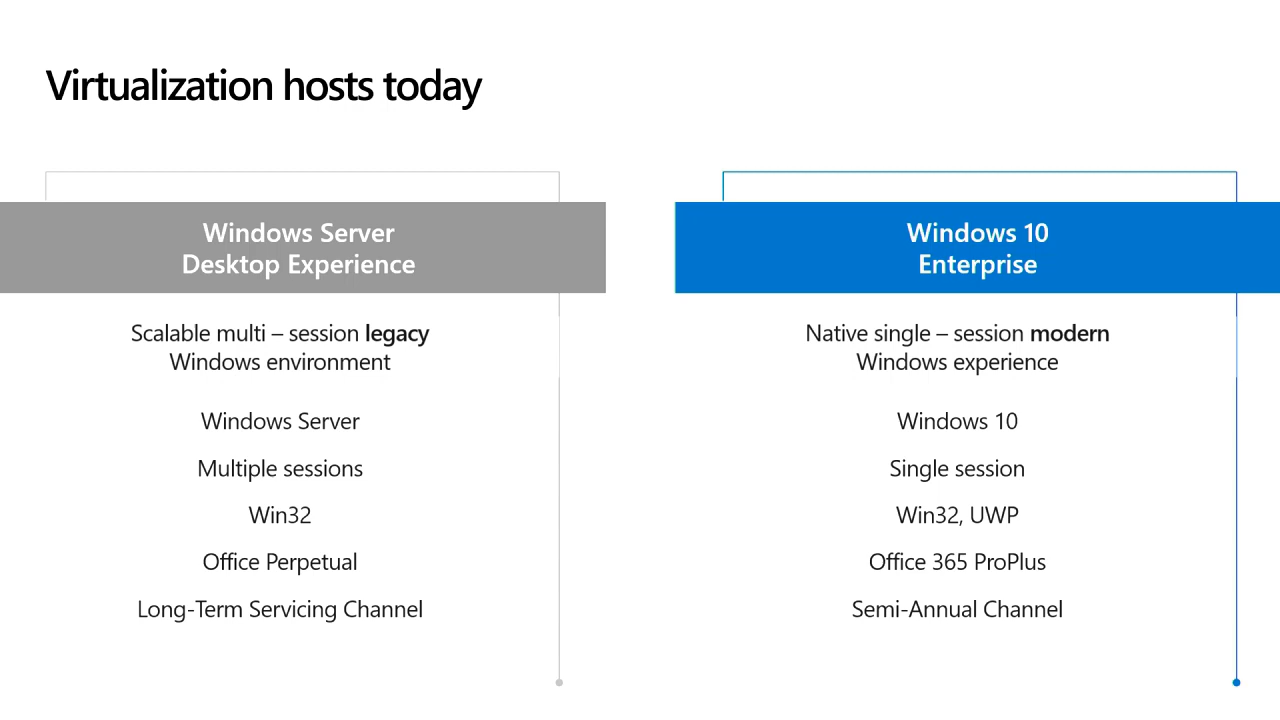 Virtualization hosts today
Windows Server
Desktop Experience
Scalable multi – session legacy
Windows environment
Windows Server
Multiple sessions
Win32
Office Perpetual
Long-Term Servicing Channel
Windows 10
Enterprise
Native single – session modern
Windows experience
Windows 10
Single session
Win32, UWP
Office 365 ProPlus
Semi-Annual Channel